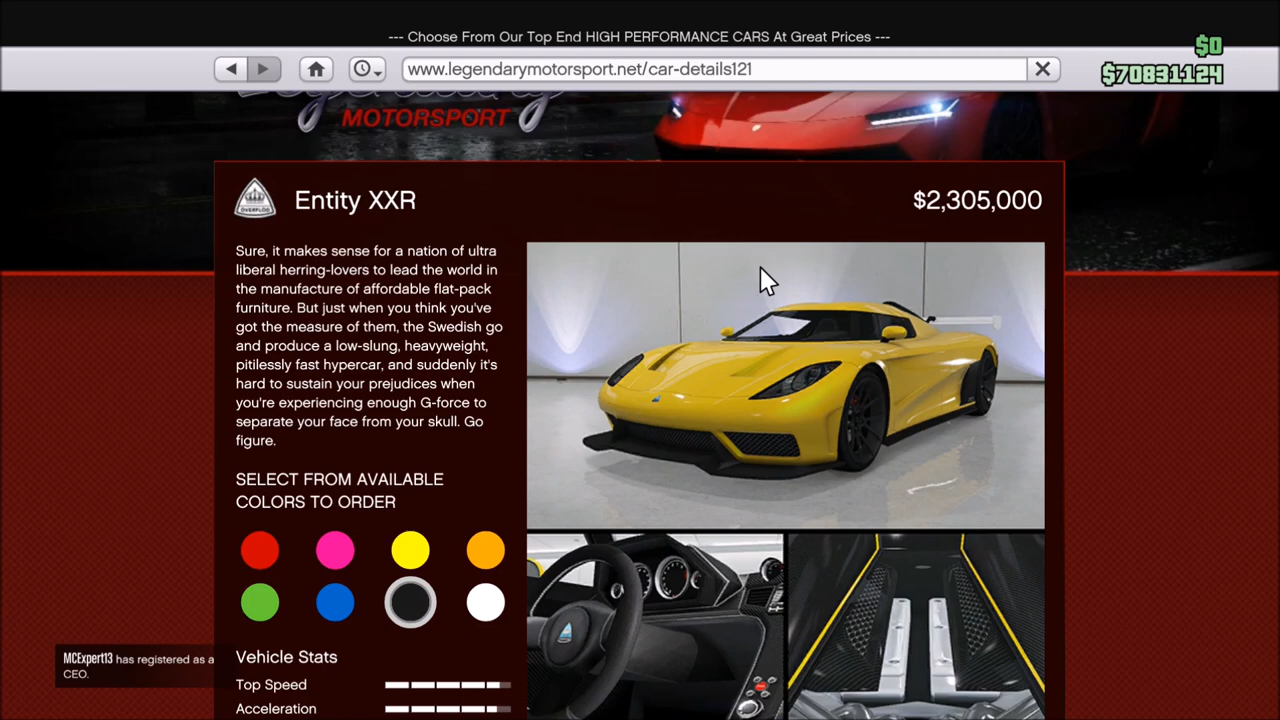 --- Choose From Our Top End HIGH PERFORMANCE CARS At Great Prices ---
$0
www.legendarymotorsport.net/car-details121
$70831124
MOTORSPORT
Entity XXR
$2,305,000
OVERFLOD
Sure, it makes sense for a nation of ultra
liberal herring-lovers to lead the world in
the manufacture of affordable flat-pack
furniture. But just when you think you've
got the measure of them, the Swedish go
and produce a low-slung, heavyweight,
pitilessly fast hypercar, and suddenly it's
hard to sustain your prejudices when
you're experiencing enough G-force to
separate your face from your skull. Go
figure.
SELECT FROM AVAILABLE
COLORS TO ORDER
MCExpert13 has registered as a
CEO.
Vehicle Stats
Top Speed
Acceleration